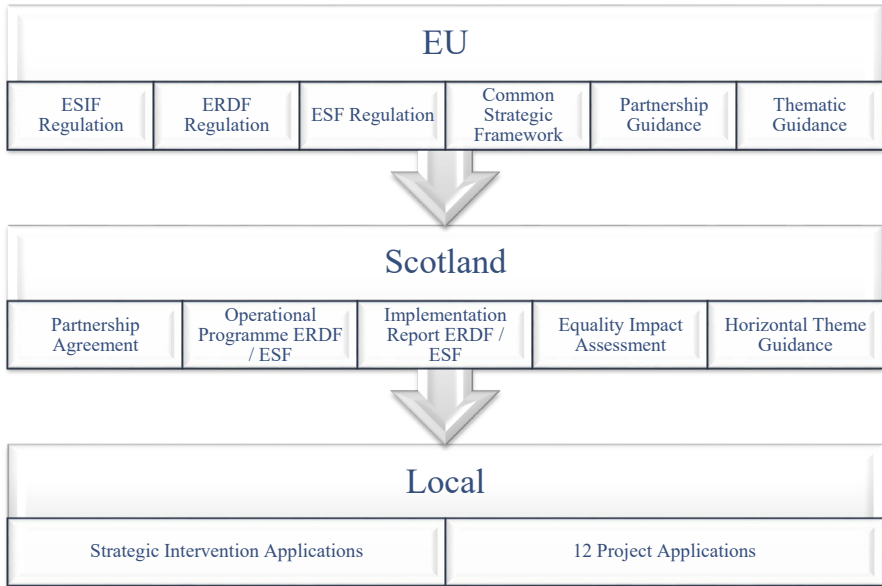 EU
ESIF
Regulation
ERDF
Regulation
ESF Regulation
Common
Strategic
Framework
Partnership
Guidance
Thematic
Guidance
Scotland
Partnership
Agreement
Operational
Programme ERDF
/ ESF
Implementation
Report ERDF /
ESF
Equality Impact
Assessment
Horizontal Theme
Guidance
Local
Strategic Intervention Applications
12 Project Applications